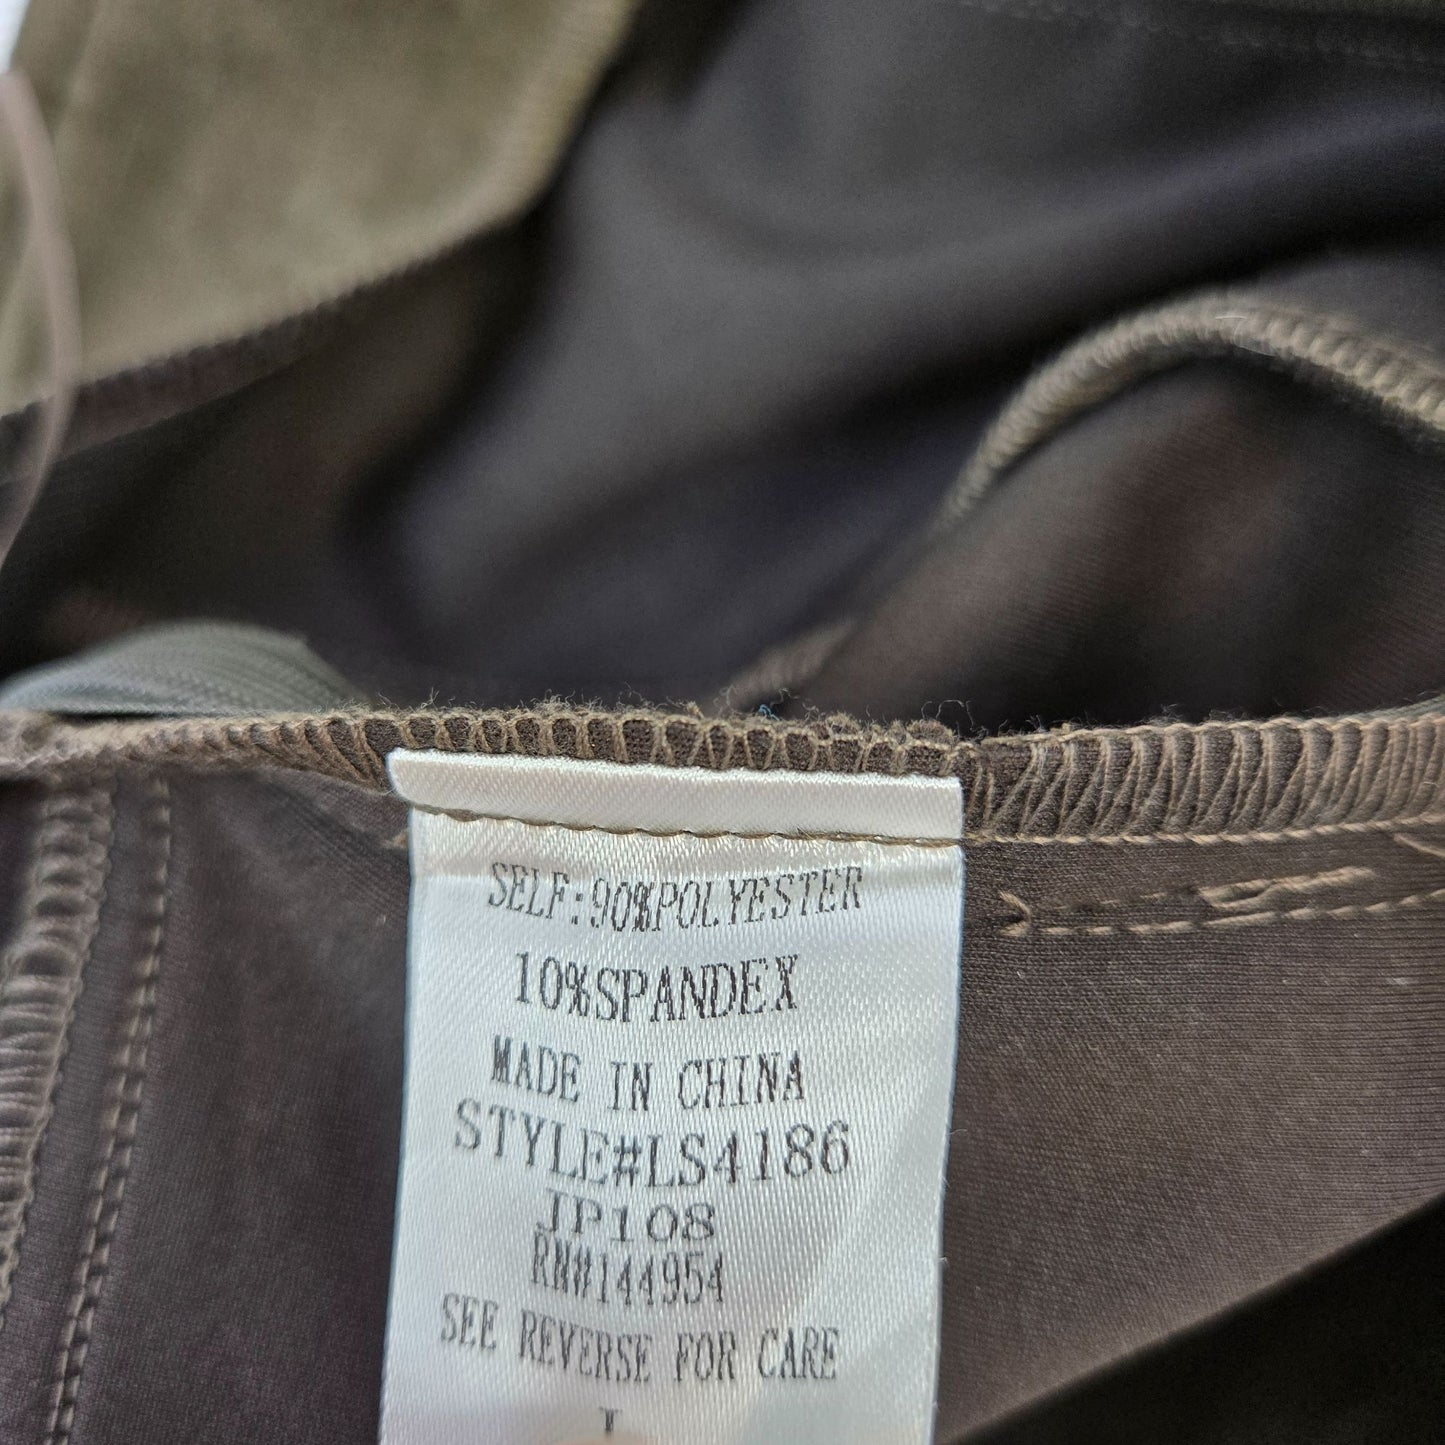 SELF:90%POLYESTER
10%SPANDEX
MADE IN CHINA
STYLE#LS4186
JP108
RN#144954
SEE REVERSE FOR CARE